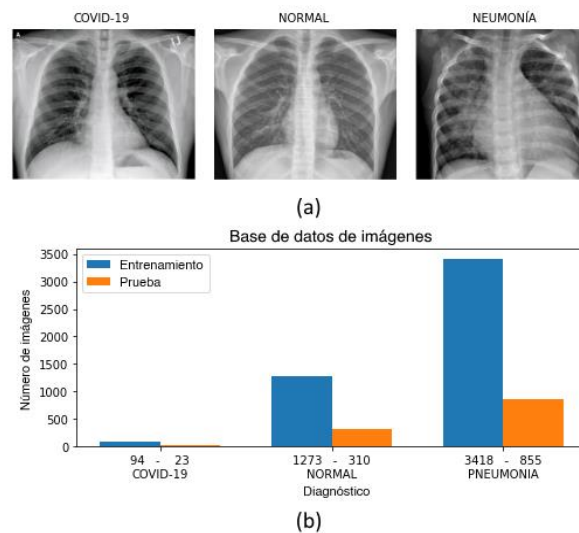 COVID-19 NORMAL NEUMONÍA
(a)
Base de datos de imágenes
Número de imágenes
3500
3000
2500
2000
1500
1000
500
0
Entrenamiento
Prueba
94 - 23 1273 - 310 3418 - 855
COVID-19 NORMAL PNEUMONIA
Diagnóstico
(b)